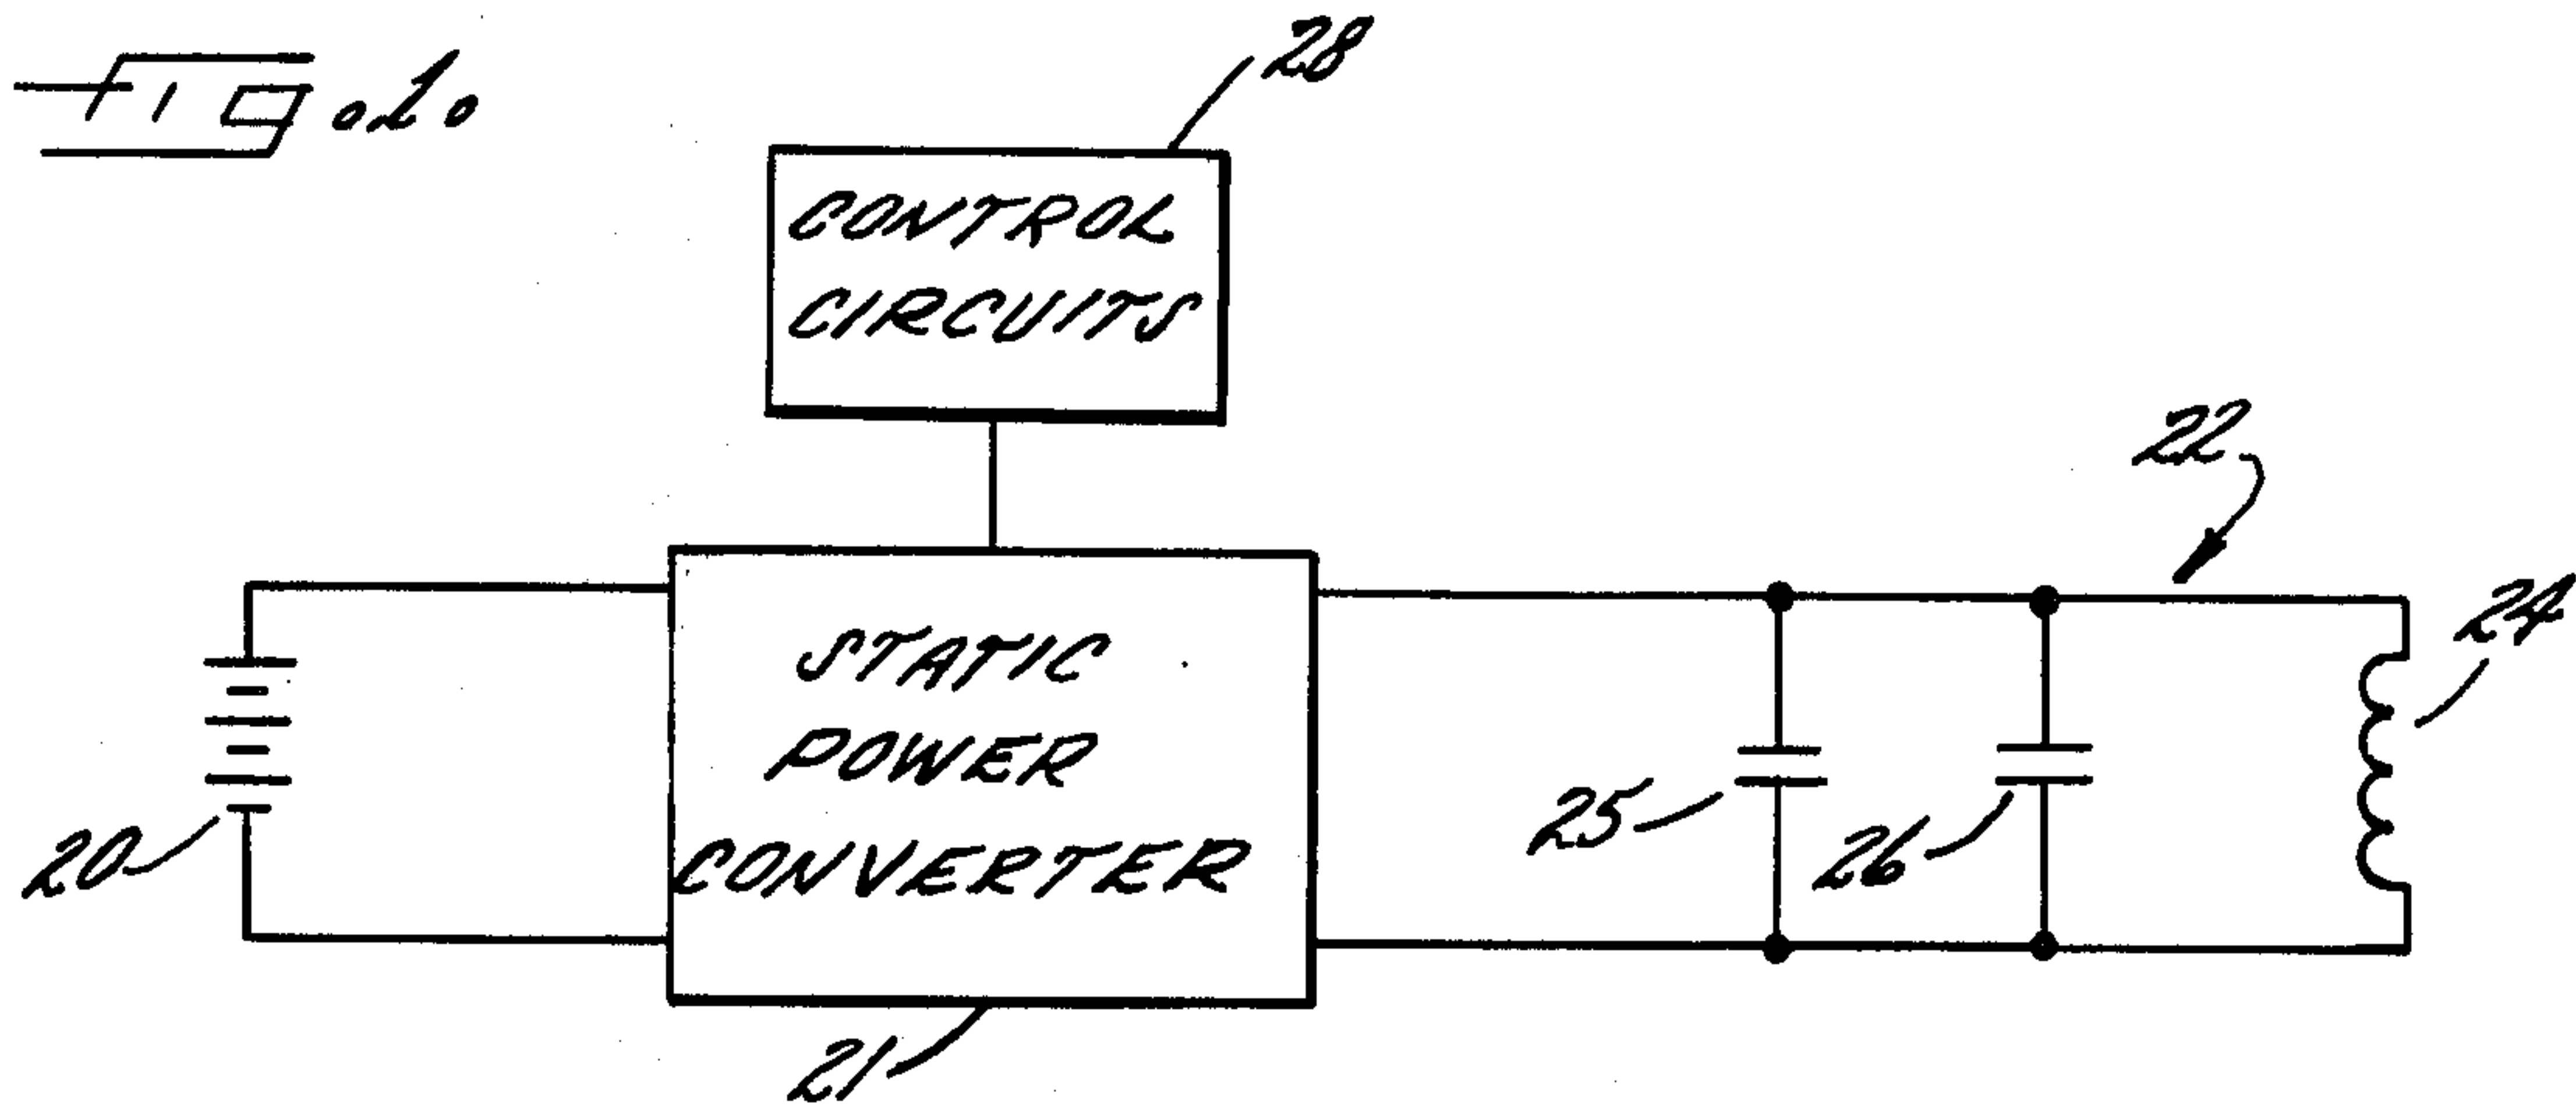 Fig. 1.
28
CONTROL
CIRCUITS
22
24
STATIC
POWER
CONVERTER
25
26
20
21